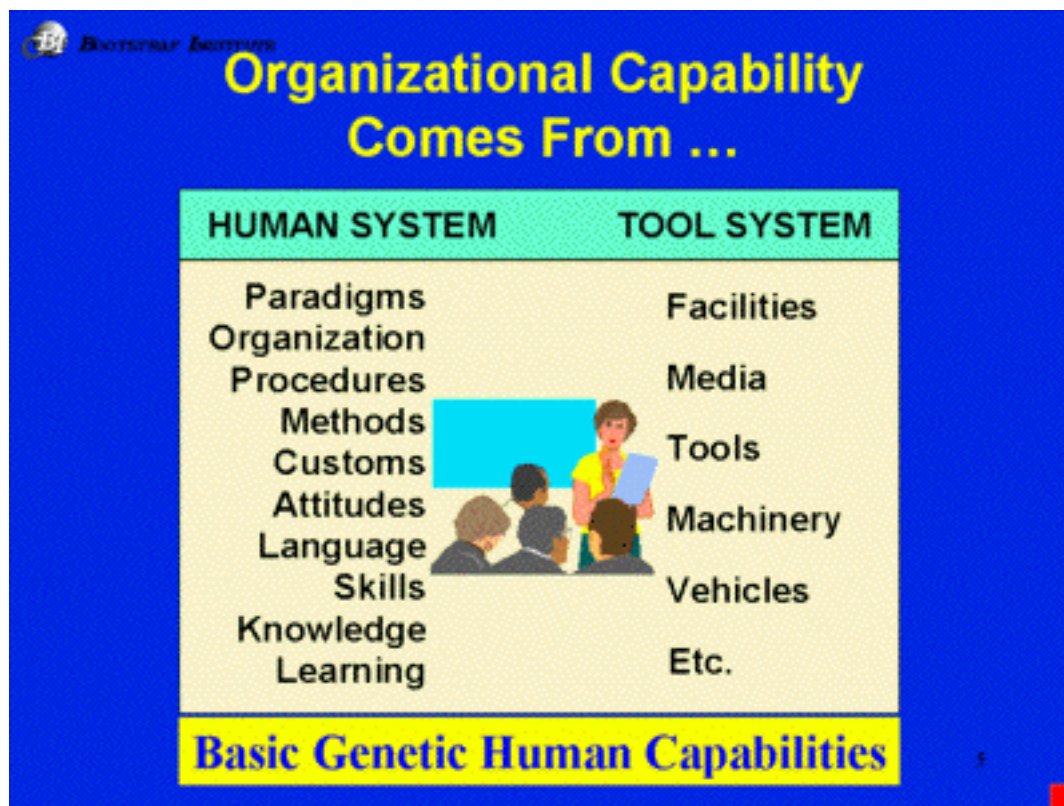 BOOTSTRAP INSTITUTE
Organizational Capability
Comes From ...
HUMAN SYSTEM
Paradigms
Organization
Procedures
Methods
Customs
Attitudes
Language
Skills
Knowledge
Learning
TOOL SYSTEM
Facilities
Media
Tools
Machinery
Vehicles
Etc.
Basic Genetic Human Capabilities
5